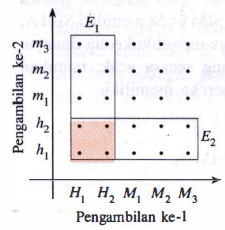 E₁
m₃
m₂
m₁
h₂
h₁
E₂
Pengambilan ke-2
H₁ H₂ M₁ M₂ M₃
Pengambilan ke-1